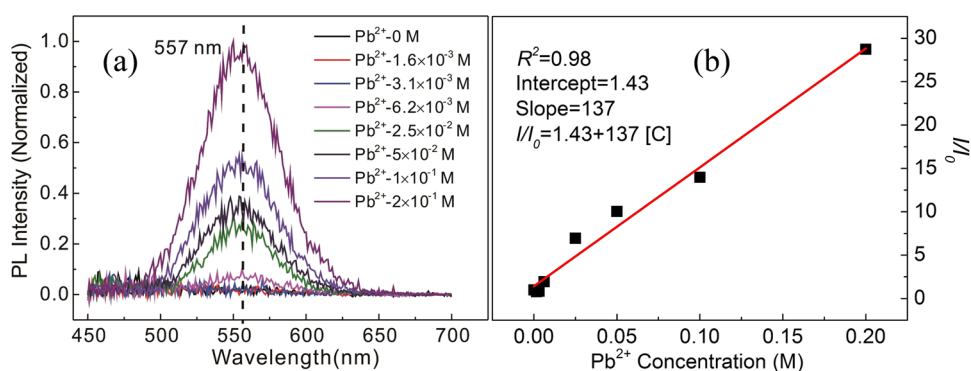 (a)
557 nm
Pb²⁺-0 M
Pb²⁺-1.6×10⁻³ M
Pb²⁺-3.1×10⁻³ M
Pb²⁺-6.2×10⁻³ M
Pb²⁺-2.5×10⁻² M
Pb²⁺-5×10⁻² M
Pb²⁺-1×10⁻¹ M
Pb²⁺-2×10⁻¹ M
PL Intensity (Normalized)
1.0
0.8
0.6
0.4
0.2
0.0
450 500 550 600 650 700
Wavelength(nm)
(b)
R²=0.98
Intercept=1.43
Slope=137
I/I₀=1.43+137 [C]
30
25
20
15
10
5
0
I/I₀
0.00 0.05 0.10 0.15 0.20
Pb²⁺ Concentration (M)